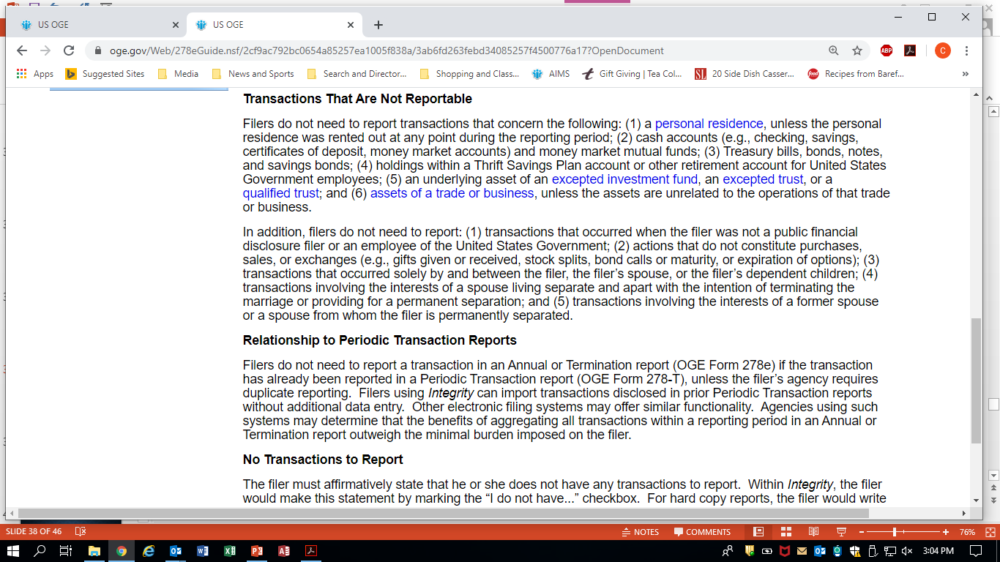 US OGE
US OGE
oge.gov/Web/278eGuide.nsf/2cf9ac792bc0654a85257ea1005f838a/3ab6fd263febd34085257f4500776a17?OpenDocument
ABP
C
Apps
Suggested Sites
Media
News and Sports
Search and Director...
Shopping and Class...
AIMS
Gift Giving | Tea Col...
SL
20 Side Dish Casser...
food
Recipes from Baref...
Transactions That Are Not Reportable
Filers do not need to report transactions that concern the following: (1) a personal residence, unless the personal
residence was rented out at any point during the reporting period; (2) cash accounts (e.g., checking, savings,
certificates of deposit, money market accounts) and money market mutual funds; (3) Treasury bills, bonds, notes,
and savings bonds; (4) holdings within a Thrift Savings Plan account or other retirement account for United States
Government employees; (5) an underlying asset of an excepted investment fund, an excepted trust, or a
qualified trust; and (6) assets of a trade or business, unless the assets are unrelated to the operations of that trade
or business.
In addition, filers do not need to report: (1) transactions that occurred when the filer was not a public financial
disclosure filer or an employee of the United States Government; (2) actions that do not constitute purchases,
sales, or exchanges (e.g., gifts given or received, stock splits, bond calls or maturity, or expiration of options); (3)
transactions that occurred solely by and between the filer, the filer's spouse, or the filer's dependent children; (4)
transactions involving the interests of a spouse living separate and apart with the intention of terminating the
marriage or providing for a permanent separation; and (5) transactions involving the interests of a former spouse
or a spouse from whom the filer is permanently separated.
Relationship to Periodic Transaction Reports
Filers do not need to report a transaction in an Annual or Termination report (OGE Form 278e) if the transaction
has already been reported in a Periodic Transaction report (OGE Form 278-T), unless the filer's agency requires
duplicate reporting.  Filers using Integrity can import transactions disclosed in prior Periodic Transaction reports
without additional data entry.  Other electronic filing systems may offer similar functionality.  Agencies using such
systems may determine that the benefits of aggregating all transactions within a reporting period in an Annual or
Termination report outweigh the minimal burden imposed on the filer.
No Transactions to Report
The filer must affirmatively state that he or she does not have any transactions to report.  Within Integrity, the filer
would make this statement by marking the “I do not have...” checkbox.  For hard copy reports, the filer would write
SLIDE 38 OF 46
NOTES
COMMENTS
76%
3:04 PM